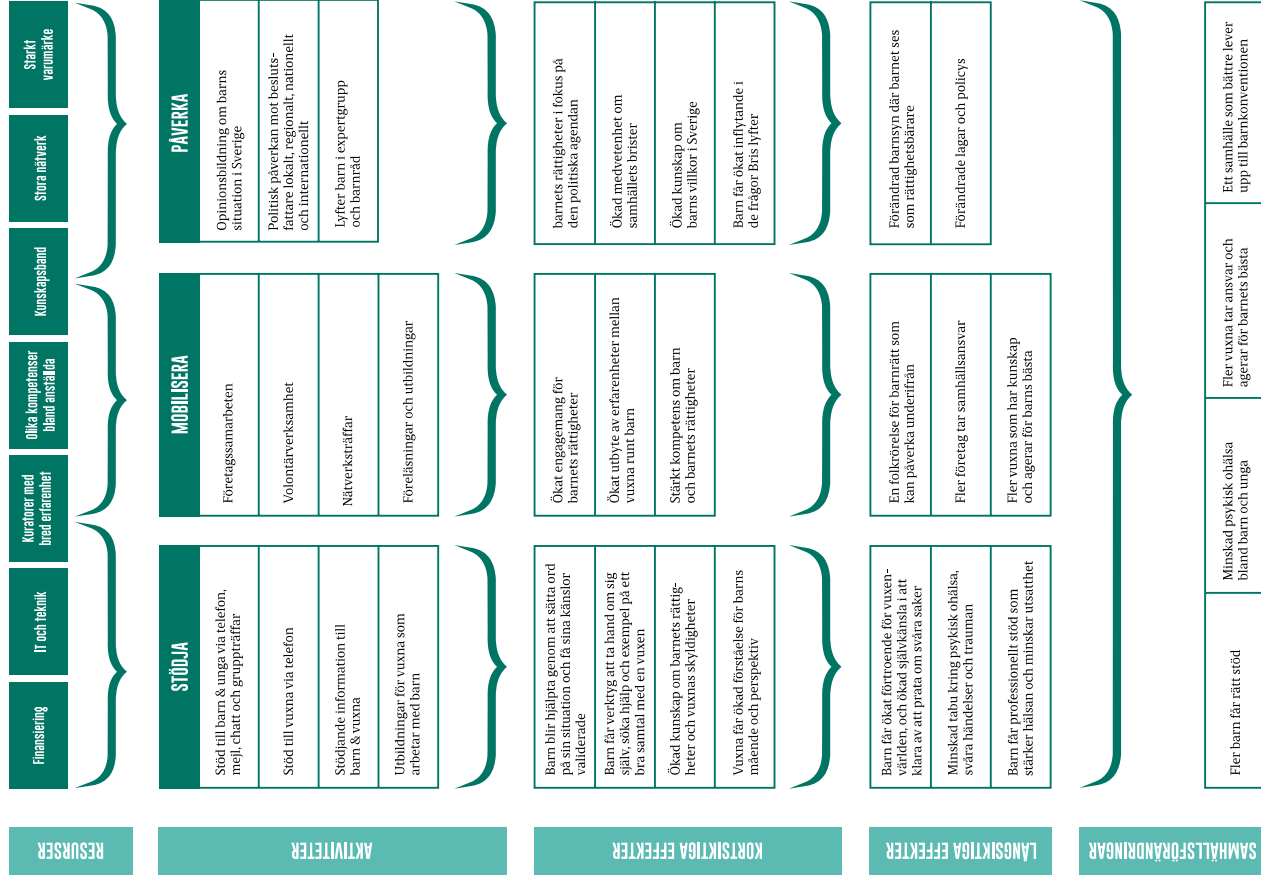 RESURSER
Finansiering
IT och teknik
Kuratorer med
bred erfarenhet
Olika kompetenser
bland anställda
Kunskapsband
Stora nätverk
Starkt
varumärke
AKTIVITETER
STÖDJA
Stöd till barn & unga via telefon,
mejl, chatt och gruppträffar
Stöd till vuxna via telefon
Stödjande information till
barn & vuxna
Utbildningar för vuxna som
arbetar med barn
MOBILISERA
Företagssamarbeten
Volontärverksamhet
Nätverksträffar
Föreläsningar och utbildningar
PÅVERKA
Opinionsbildning om barns
situation i Sverige
Politisk påverkan mot besluts-
fattare lokalt, regionalt, nationellt
och internationellt
Lyfter barn i expertgrupp
och barnråd
KORTSIKTIGA EFFEKTER
Barn blir hjälpta genom att sätta ord
på sin situation och få sina känslor
validerade
Barn får verktyg att ta hand om sig
själv, söka hjälp och exempel på ett
bra samtal med en vuxen
Ökad kunskap om barnets rättig-
heter och vuxnas skyldigheter
Vuxna får ökad förståelse för barns
mående och perspektiv
Ökat engagemang för
barnets rättigheter
Ökat utbyte av erfarenheter mellan
vuxna runt barn
Stärkt kompetens om barn
och barnets rättigheter
barnets rättigheter i fokus på
den politiska agendan
Ökad medvetenhet om
samhällets brister
Ökad kunskap om
barns villkor i Sverige
Barn får ökat inflytande i
de frågor Bris lyfter
LÅNGSIKTIGA EFFEKTER
Barn får ökat förtroende för vuxen-
världen, och ökad självkänsla i att
klara av att prata om svåra saker
Minskad tabu kring psykisk ohälsa,
svåra händelser och trauman
Barn får professionellt stöd som
stärker hälsan och minskar utsatthet
En folkrörelse för barnrätt som
kan påverka underifrån
Fler företag tar samhällsansvar
Fler vuxna som har kunskap
och agerar för barns bästa
Förändrad barnsyn där barnet ses
som rättighetsbärare
Förändrade lagar och policys
SAMHÄLLSFÖRÄNDRINGAR
Fler barn får rätt stöd
Minskad psykisk ohälsa
bland barn och unga
Fler vuxna tar ansvar och
agerar för barnets bästa
Ett samhälle som bättre lever
upp till barnkonventionen